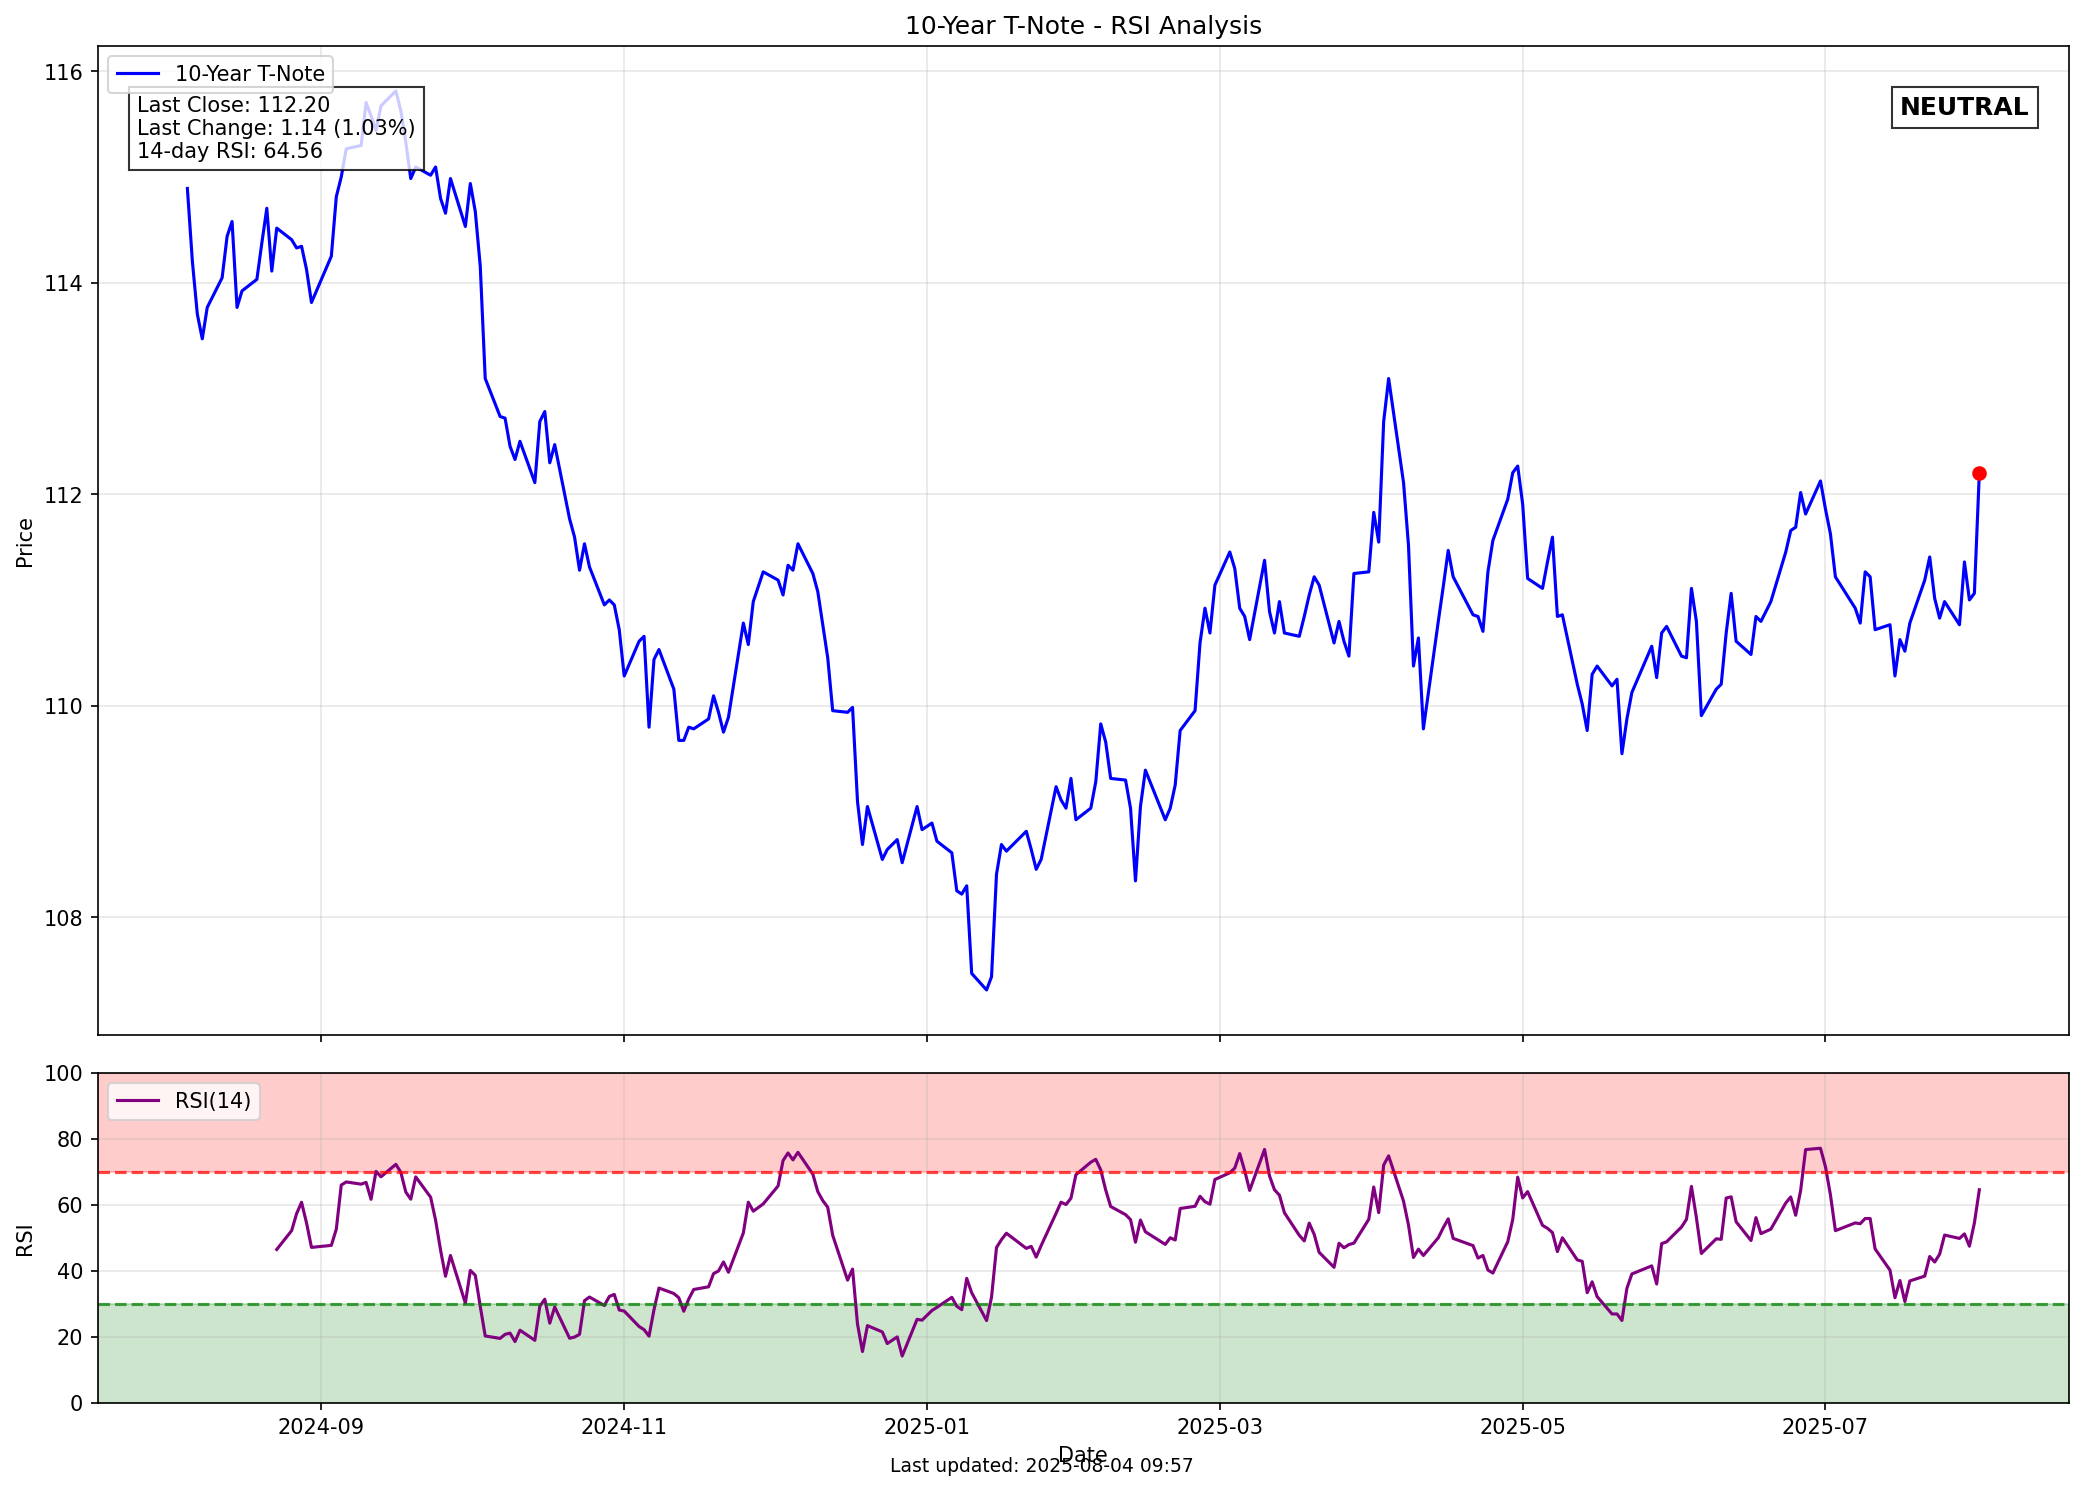 10-Year T-Note - RSI Analysis
10-Year T-Note
Last Close: 112.20
Last Change: 1.14 (1.03%)
14-day RSI: 64.56
NEUTRAL
116
114
112
110
108
Price
100
80
60
40
20
0
RSI
RSI(14)
2024-09
2024-11
2025-01
2025-03
2025-05
2025-07
Date
Last updated: 2025-08-04 09:57